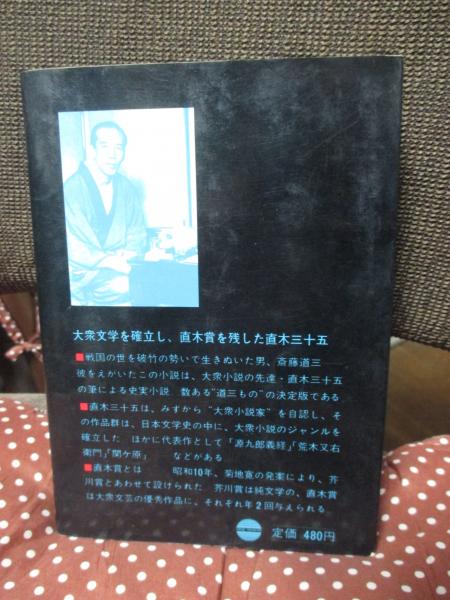 大衆文学を確立し、直木賞を残した直木三十五
■戦国の世を破竹の勢いで生きぬいた男、斎藤道三——
彼をえがいたこの小説は、大衆小説の先達・直木三十五
の筆による史実小説 数ある"道三もの"の決定版である
■直木三十五は、みずから"大衆小説家"を自認し、そ
の作品群は、日本文学史の中に、大衆小説のジャンルを
確立した ほかに代表作として「源九郎義経」「荒木又右
衛門」「関ケ原」 などがある
■直木賞とは 昭和10年、菊地寛の発案により、芥
川賞とあわせて設けられた 芥川賞は純文学の、直木賞
は大衆文芸の優秀作品に、それぞれ年2回与えられる
定価 480円